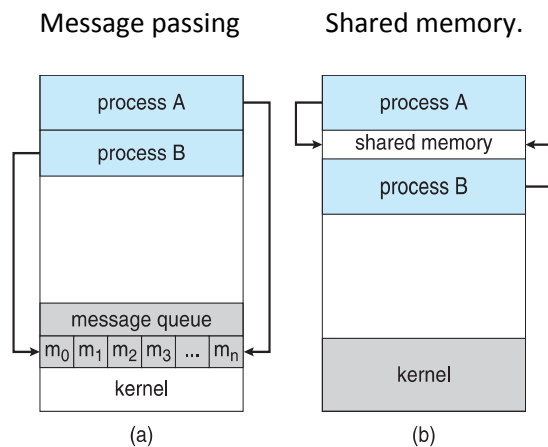 Message passing
Shared memory.
process A
process B
message queue
m0 m1 m2 m3 ... mn
kernel
(a)
process A
shared memory
process B
kernel
(b)